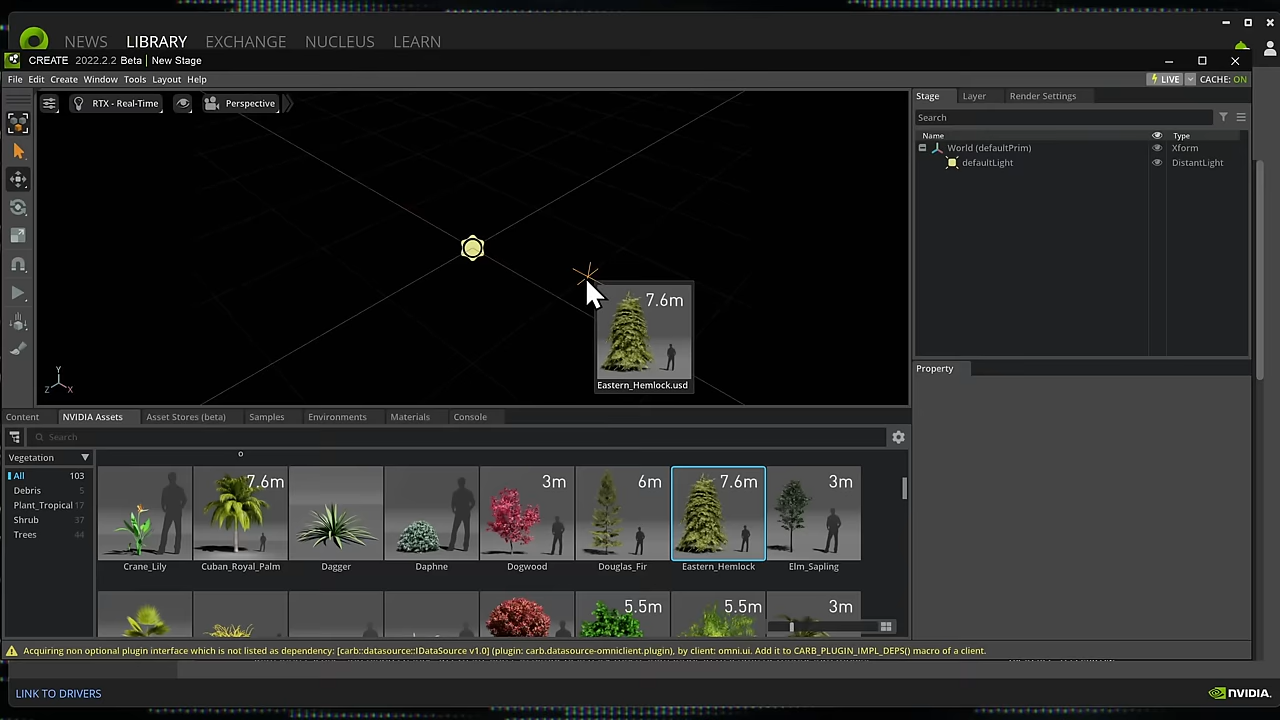 NEWS LIBRARY EXCHANGE NUCLEUS LEARN
CREATE 2022.2.2 Beta | New Stage
File Edit Create Window Tools Layout Help
LIVE CACHE: ON
RTX - Real-Time Perspective
Stage Layer Render Settings
Search
Name Type
World (defaultPrim) Xform
defaultLight DistantLight
7.6m
Eastern_Hemlock.usd
Y
Z X
Property
Content NVIDIA Assets Asset Stores (beta) Samples Environments Materials Console
Search
Vegetation
All 103
Debris 5
Plant_Tropical 17
Shrub 37
Trees 44
7.6m 3m 6m 7.6m 3m
Crane_Lily Cuban_Royal_Palm Dagger Daphne Dogwood Douglas_Fir Eastern_Hemlock Elm_Sapling
5.5m 5.5m 3m
Acquiring non optional plugin interface which is not listed as dependency: [carb::datasource::IDataSource v1.0] (plugin: carb.datasource-omniclient.plugin), by client: omni.ui. Add it to CARB_PLUGIN_IMPL_DEPS() macro of a client.
LINK TO DRIVERS
NVIDIA.